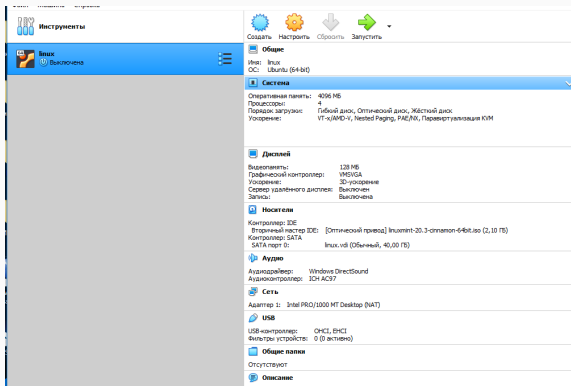 Инструменты
Создать Настроить Сбросить Запустить
linux
Выключена
Общие
Имя: linux
ОС: Ubuntu (64-bit)
Система
Оперативная память: 4096 МБ
Процессоры: 4
Порядок загрузки: Гибкий диск, Оптический диск, Жёсткий диск
Ускорение: VT-x/AMD-V, Nested Paging, PAE/NX, Паравиртуализация KVM
Дисплей
Видеопамять: 128 МБ
Графический контроллер: VMSVGA
Ускорение: 3D-ускорение
Сервер удалённого дисплея: Выключен
Запись: Выключена
Носители
Контроллер: IDE
Вторичный мастер IDE: [Оптический привод] linuxmint-20.3-cinnamon-64bit.iso (2,10 ГБ)
Контроллер: SATA
SATA порт 0: linux.vdi (Обычный, 40,00 ГБ)
Аудио
Аудиодрайвер: Windows DirectSound
Аудиоконтроллер: ICH AC97
Сеть
Адаптер 1: Intel PRO/1000 MT Desktop (NAT)
USB
USB-контроллер: OHCI, EHCI
Фильтры устройств: 0 (0 активно)
Общие папки
Отсутствуют
Описание